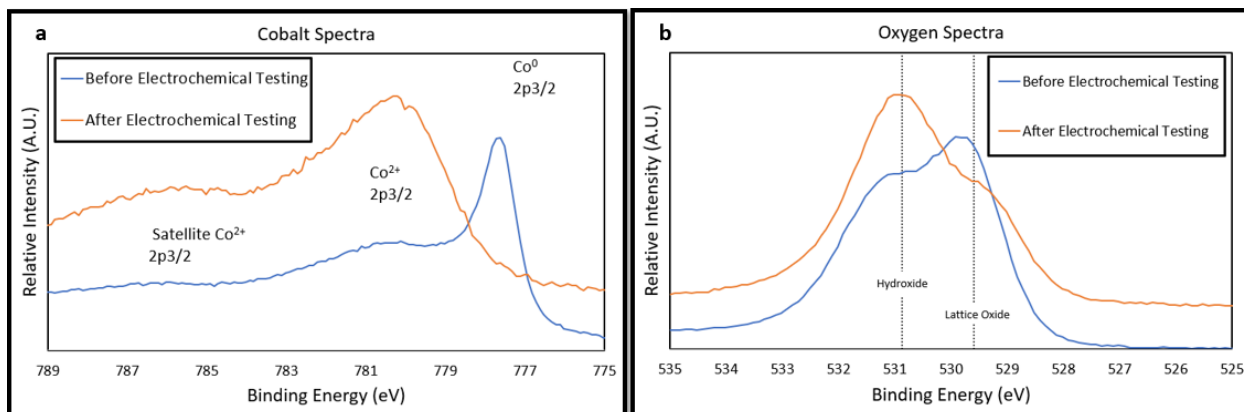 a
Cobalt Spectra
Before Electrochemical Testing
After Electrochemical Testing
Co⁰
2p3/2
Co²⁺
2p3/2
Satellite Co²⁺
2p3/2
Relative Intensity (A.U.)
789 787 785 783 781 779 777 775
Binding Energy (eV)
b
Oxygen Spectra
Before Electrochemical Testing
After Electrochemical Testing
Hydroxide
Lattice Oxide
Relative Intensity (A.U.)
535 534 533 532 531 530 529 528 527 526 525
Binding Energy (eV)